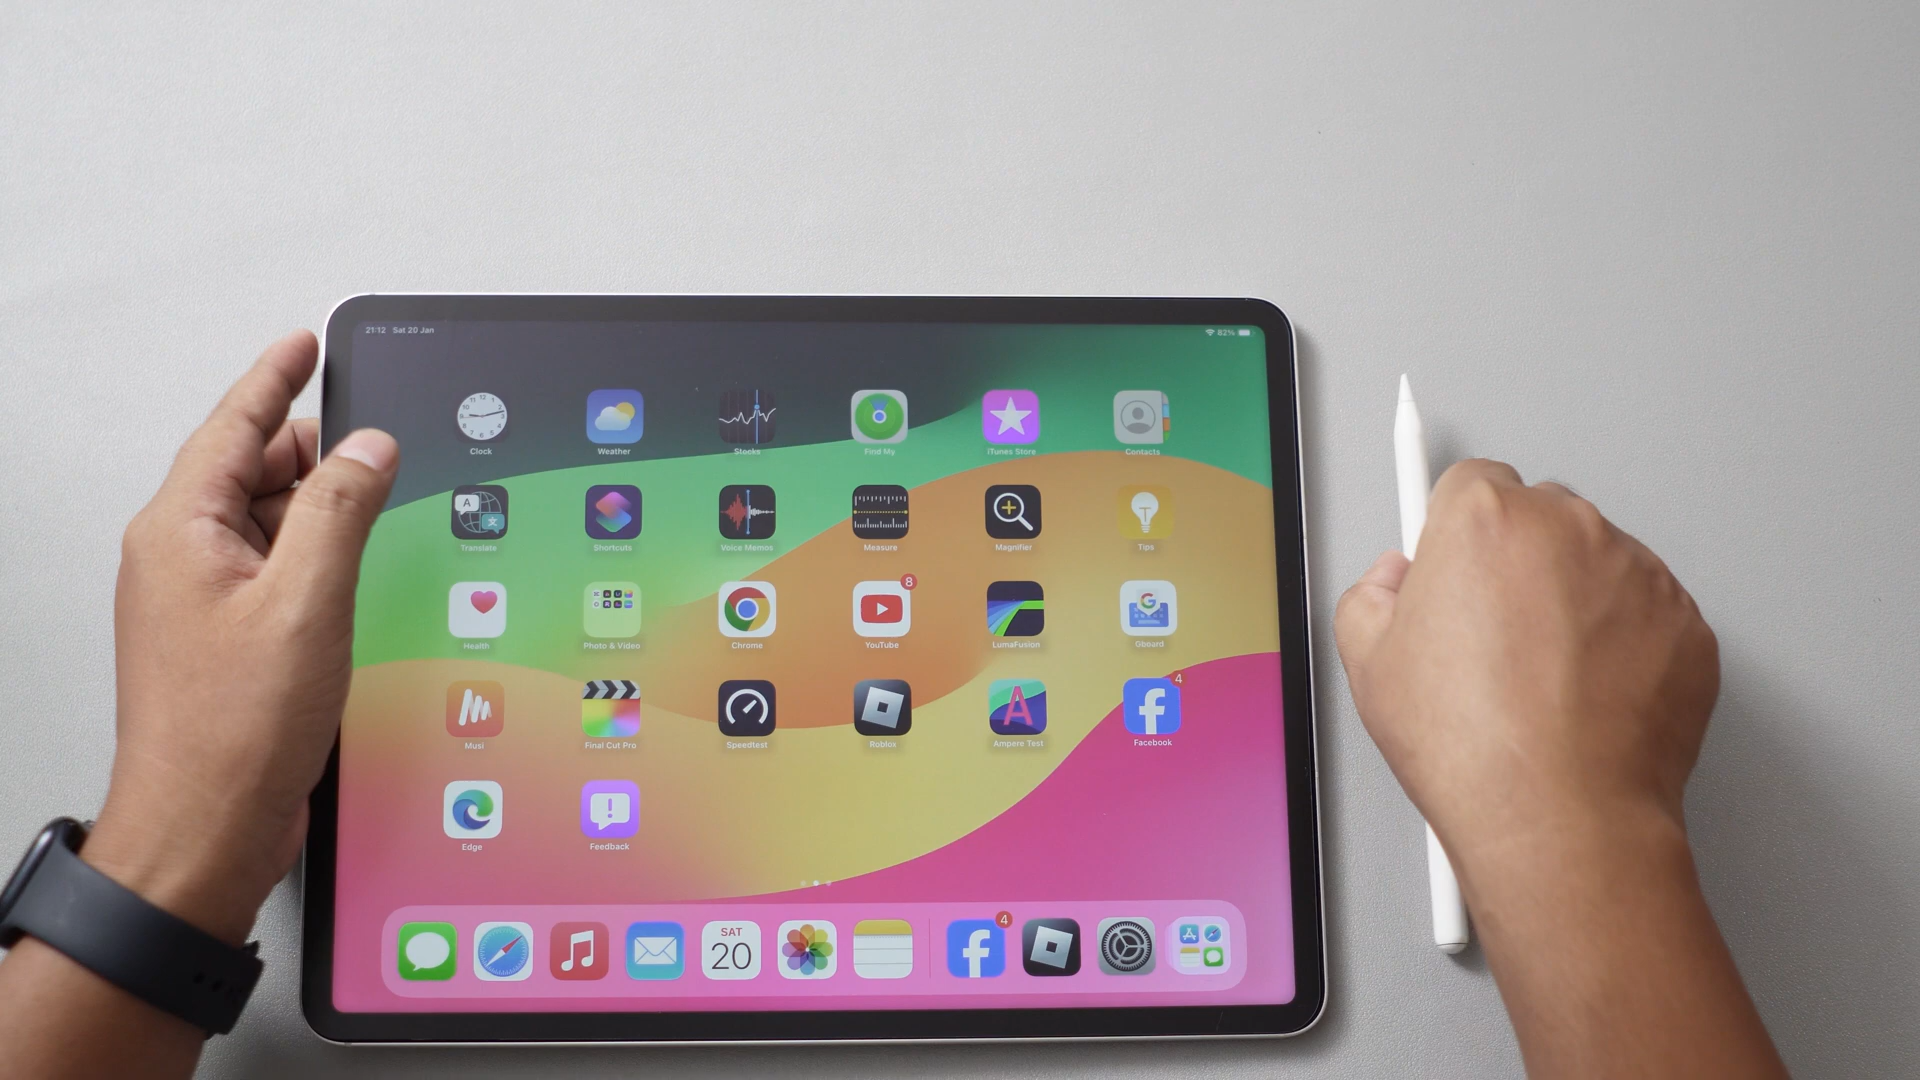 21:12 Sat 20 Jan 82%
Clock Weather Stocks Find My iTunes Store Contacts
Translate Shortcuts Voice Memos Measure Magnifier Tips
8
Health Photo & Video Chrome YouTube LumaFusion Gboard
4
Musi Final Cut Pro Speedtest Roblox Ampere Test Facebook
Edge Feedback
4
SAT
20